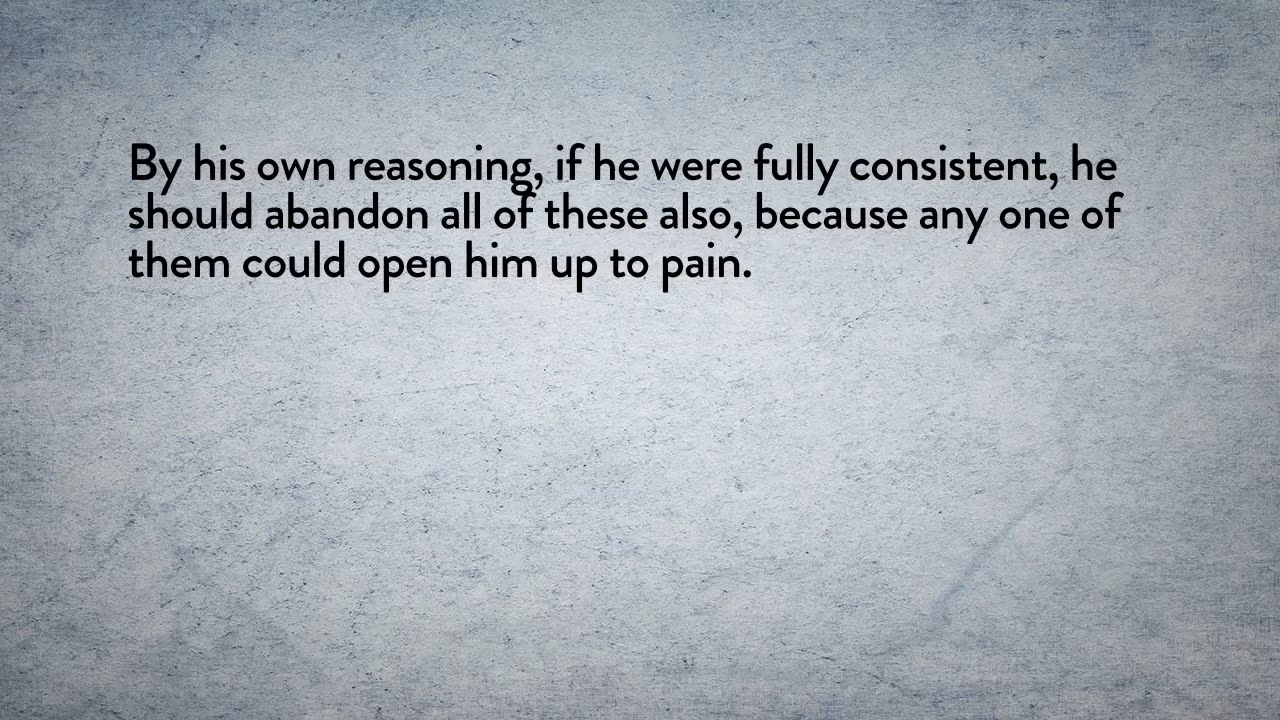 By his own reasoning, if he were fully consistent, he
should abandon all of these also, because any one of
them could open him up to pain.